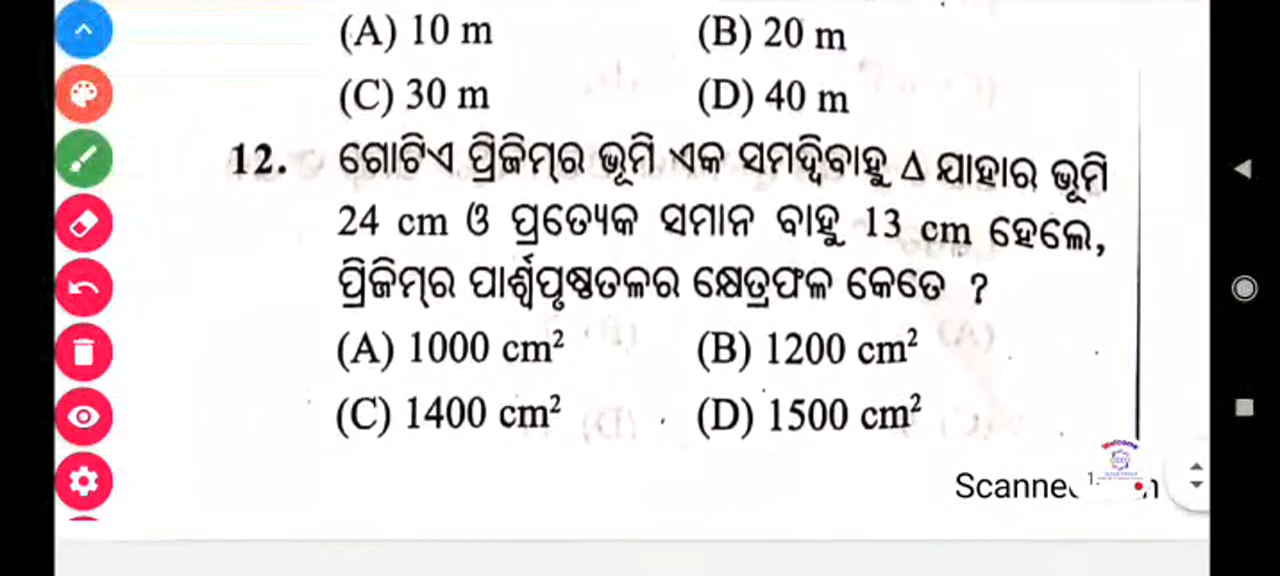 (A) 10 m (B) 20 m
(C) 30 m (D) 40 m
12. ଗୋଟିଏ ପ୍ରିଜିମ୍‌ର ଭୂମି ଏକ ସମଦ୍ୱିବାହୁ Δ ଯାହାର ଭୂମି
24 cm ଓ ପ୍ରତ୍ୟେକ ସମାନ ବାହୁ 13 cm ହେଲେ,
ପ୍ରିଜିମ୍‌ର ପାର୍ଶ୍ୱପୃଷ୍ଠତଳର କ୍ଷେତ୍ରଫଳ କେତେ ?
(A) 1000 cm² (B) 1200 cm²
(C) 1400 cm² (D) 1500 cm²
Welcome